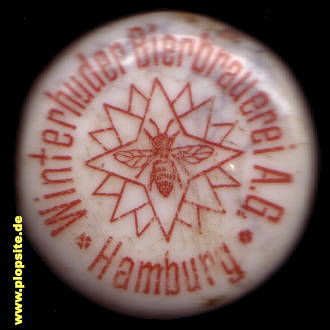 Winterhuder Bierbrauerei A.G.
Hamburg
www.plopsite.de